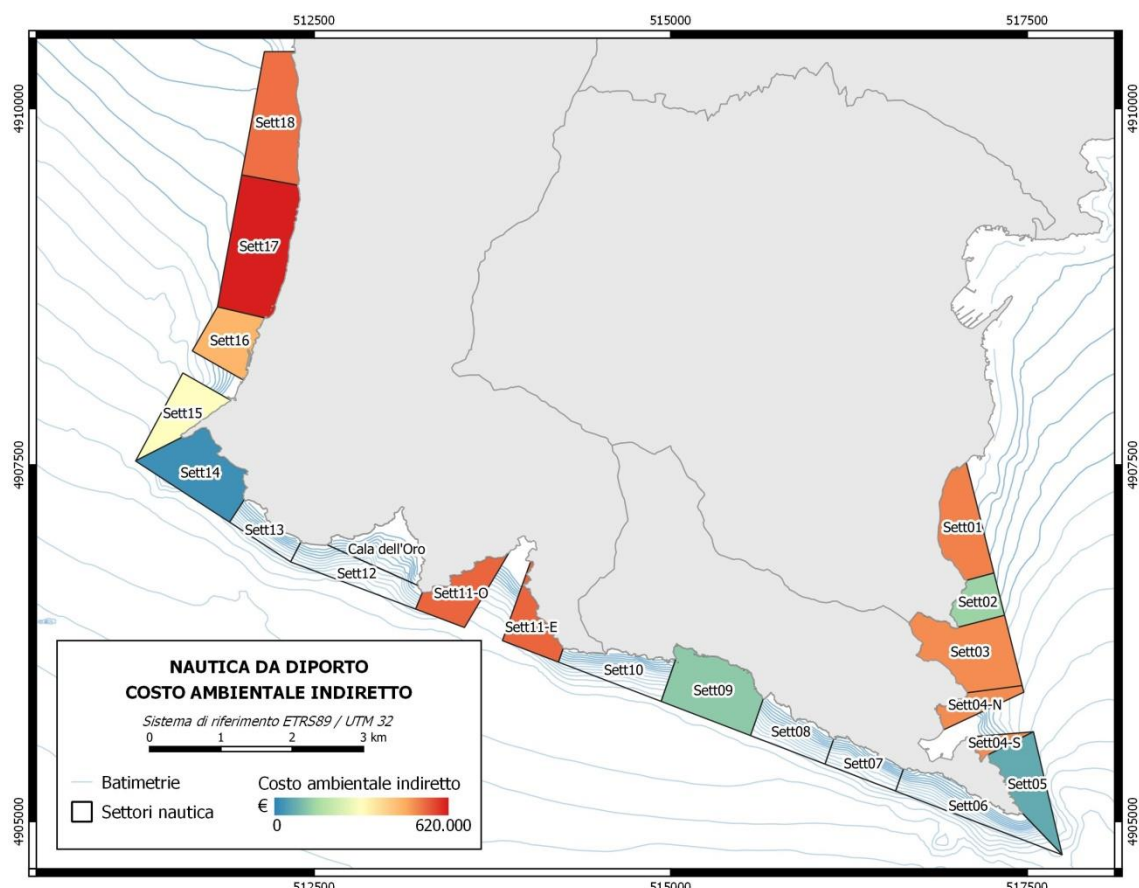 512500 515000 517500
4910000 4910000
Sett18
Sett17
Sett16
Sett15
4907500 4907500
Sett14
Sett13
Cala dell'Oro
Sett12
Sett11-O
Sett11-E
Sett10
Sett09
Sett08
Sett07
Sett06
Sett01
Sett02
Sett03
Sett04-N
Sett04-S
Sett05
NAUTICA DA DIPORTO
COSTO AMBIENTALE INDIRETTO
Sistema di riferimento ETRS89 / UTM 32
0 1 2 3 km
Batimetrie
Settori nautica
Costo ambientale indiretto
€
0 620.000
4905000 4905000
512500 515000 517500